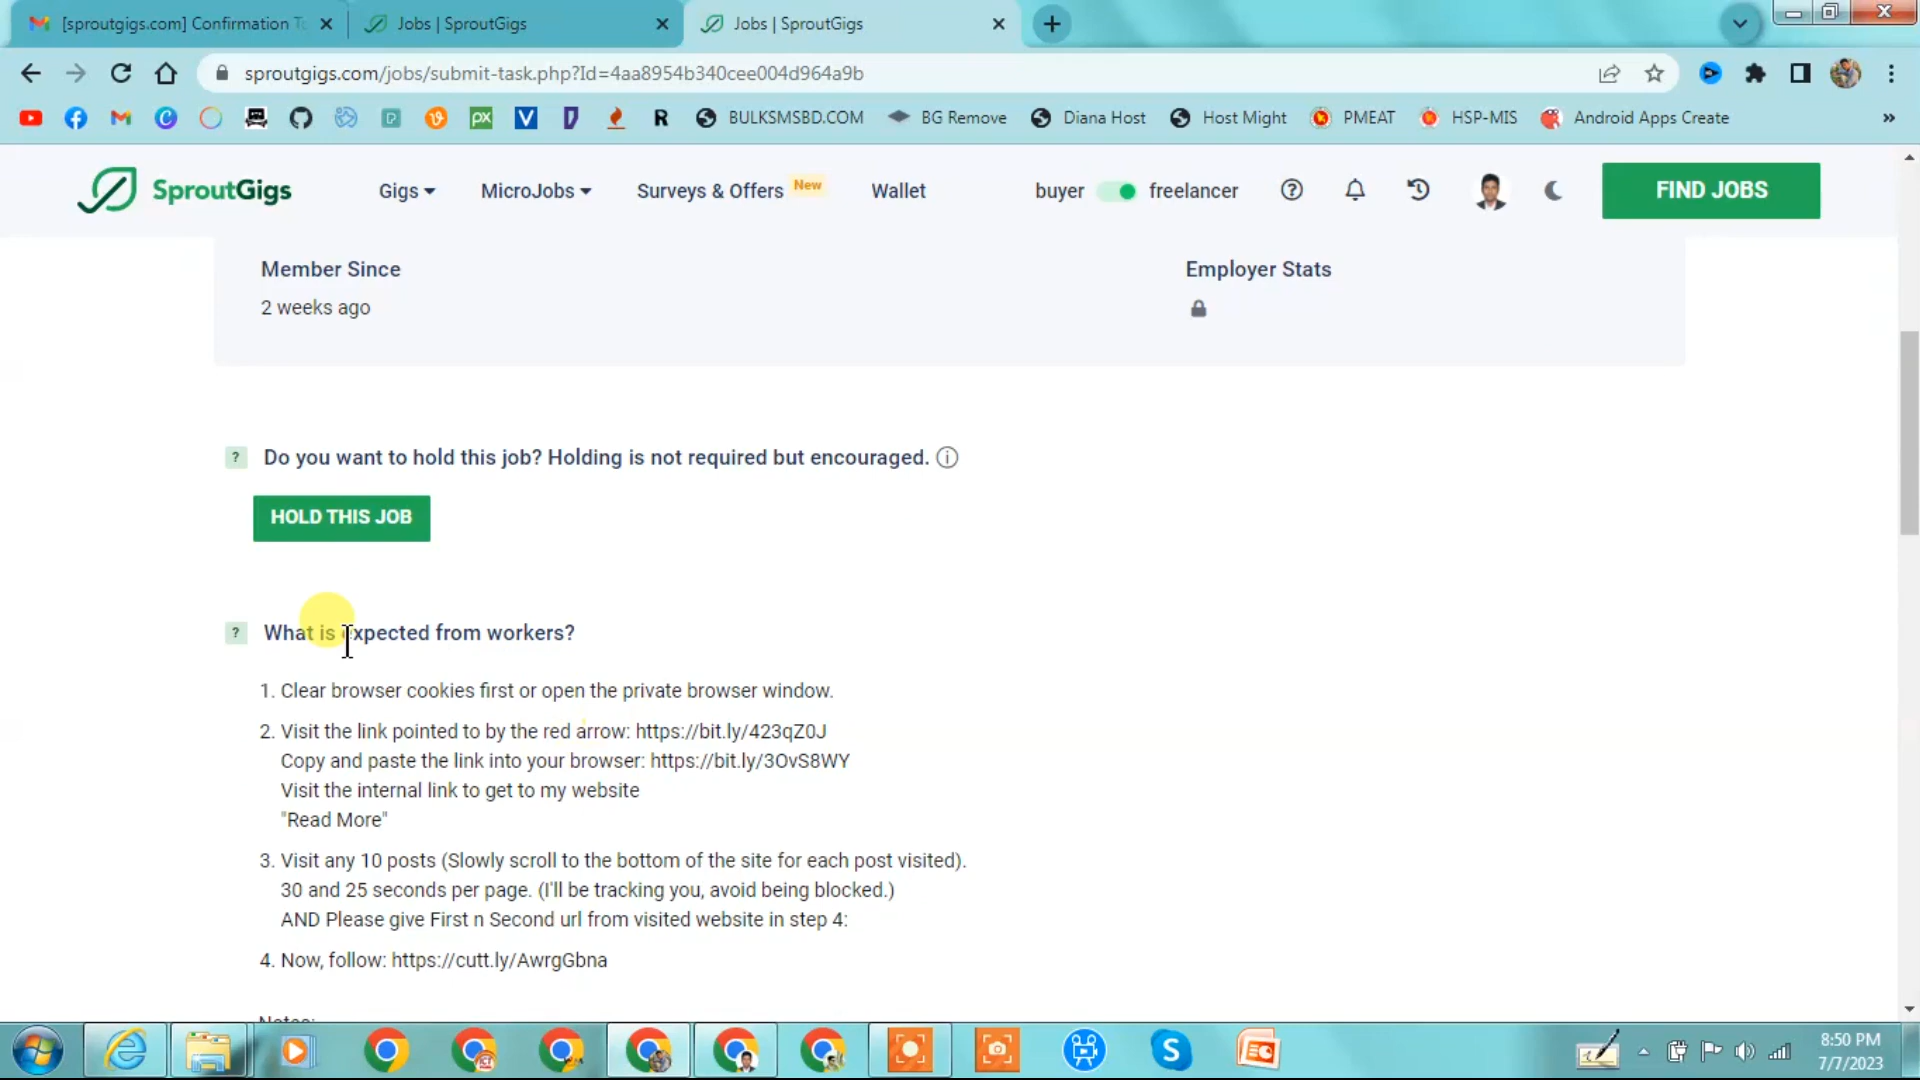 [sproutgigs.com] Confirmation To
Jobs | SproutGigs
Jobs | SproutGigs
sproutgigs.com/jobs/submit-task.php?Id=4aa8954b340cee004d964a9b
BULKSMSBD.COM
BG Remove
Diana Host
Host Might
PMEAT
HSP-MIS
Android Apps Create
SproutGigs
Gigs
MicroJobs
Surveys & Offers New
Wallet
buyer
freelancer
FIND JOBS
Member Since
2 weeks ago
Employer Stats
Do you want to hold this job? Holding is not required but encouraged.
HOLD THIS JOB
What is expected from workers?
1. Clear browser cookies first or open the private browser window.
2. Visit the link pointed to by the red arrow: https://bit.ly/423qZ0J
Copy and paste the link into your browser: https://bit.ly/3OvS8WY
Visit the internal link to get to my website
"Read More"
3. Visit any 10 posts (Slowly scroll to the bottom of the site for each post visited).
30 and 25 seconds per page. (I'll be tracking you, avoid being blocked.)
AND Please give First n Second url from visited website in step 4:
4. Now, follow: https://cutt.ly/AwrgGbna
Notes:
8:50 PM
7/7/2023